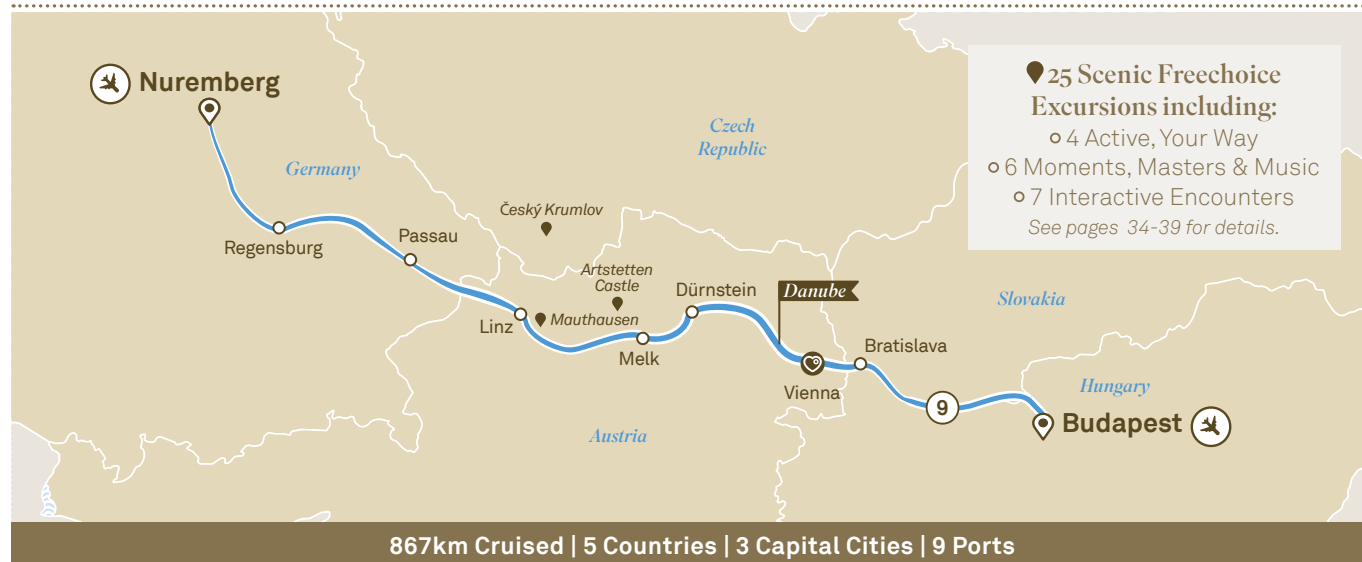 Nuremberg
Germany
Regensburg
Passau
Czech
Republic
Český Krumlov
Artstetten
Castle
Mauthausen
Linz
Melk
Dürnstein
Danube
Vienna
Bratislava
Slovakia
Hungary
9
Budapest
Austria
25 Scenic Freechoice
Excursions including:
4 Active, Your Way
6 Moments, Masters & Music
7 Interactive Encounters
See pages 34-39 for details.
867km Cruised | 5 Countries | 3 Capital Cities | 9 Ports